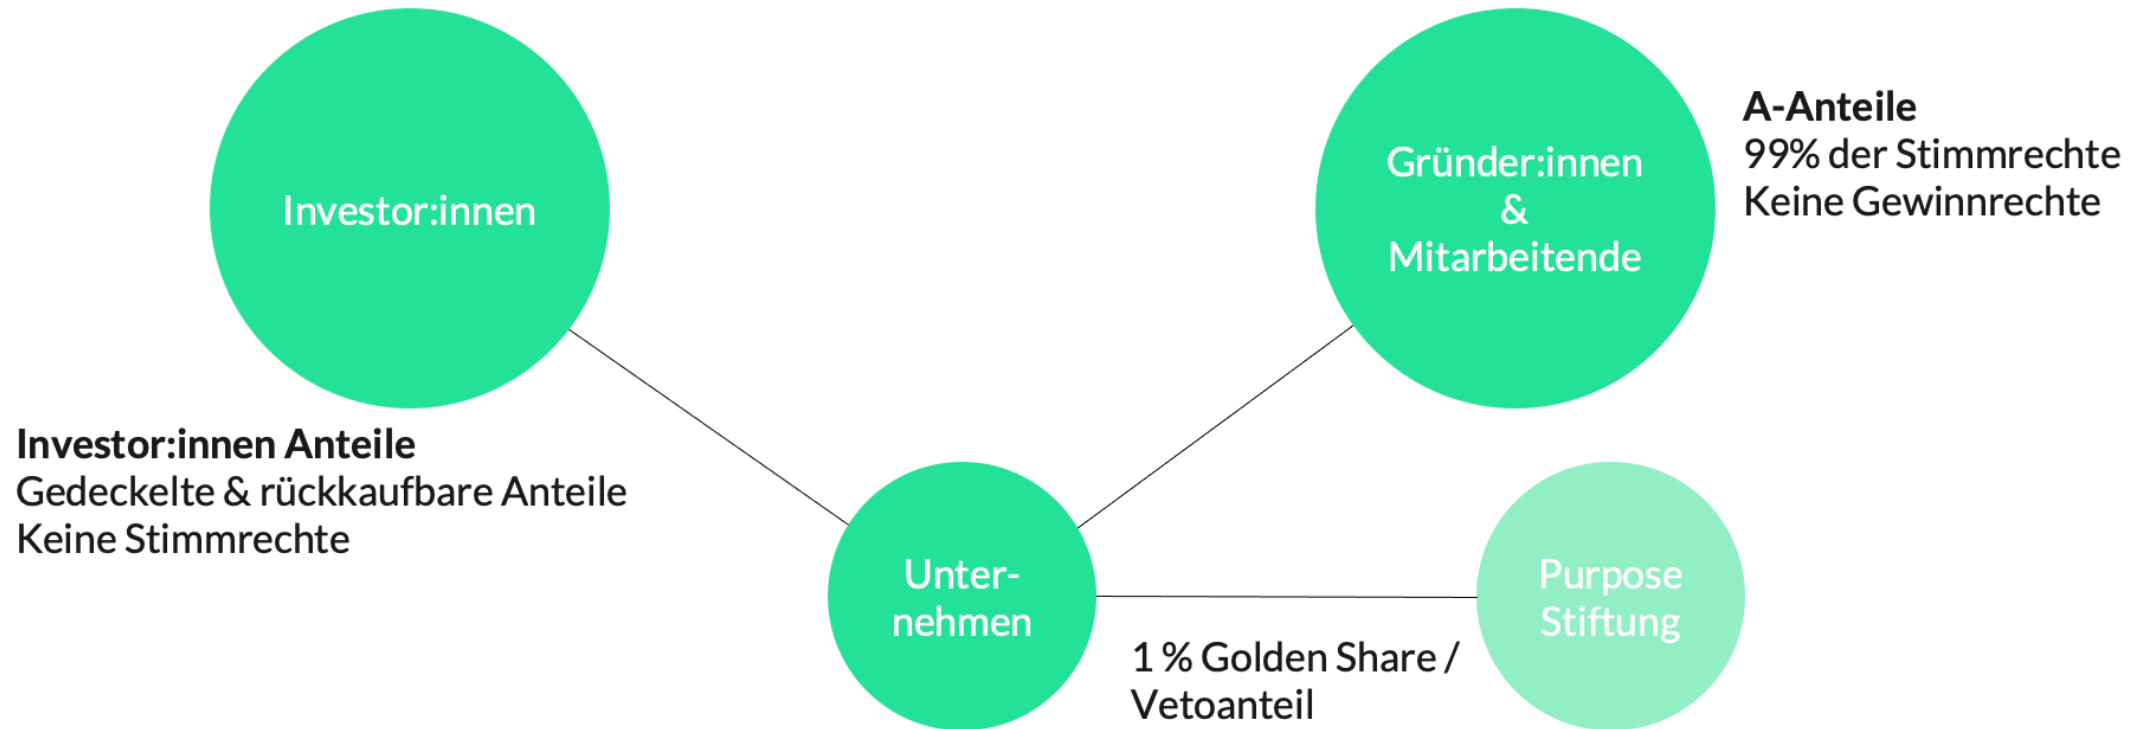 Investor:innen
Gründer:innen
&
Mitarbeitende
A-Anteile
99% der Stimmrechte
Keine Gewinnrechte
Investor:innen Anteile
Gedeckelte & rückkaufbare Anteile
Keine Stimmrechte
Unter-
nehmen
1 % Golden Share /
Vetoanteil
Purpose
Stiftung